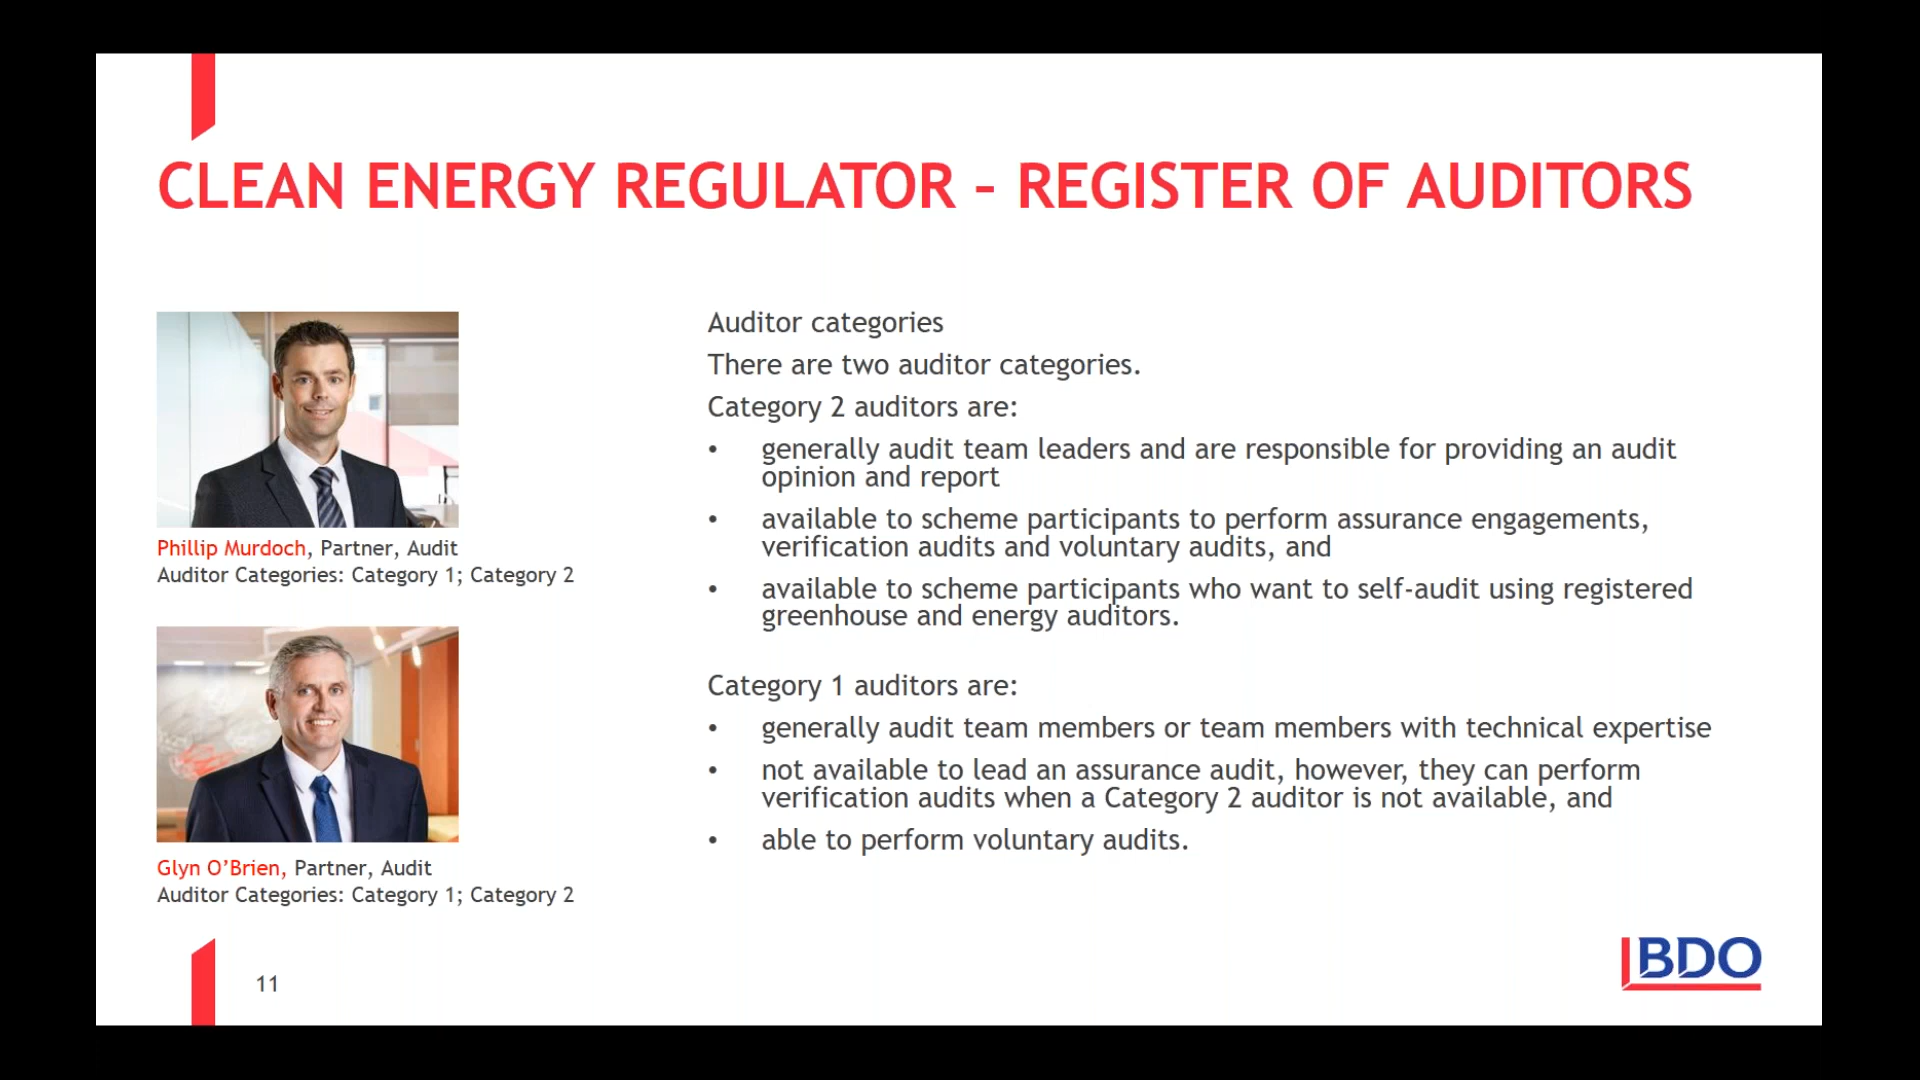 CLEAN ENERGY REGULATOR – REGISTER OF AUDITORS
Phillip Murdoch, Partner, Audit
Auditor Categories: Category 1; Category 2
Glyn O’Brien, Partner, Audit
Auditor Categories: Category 1; Category 2
Auditor categories
There are two auditor categories.
Category 2 auditors are:
• generally audit team leaders and are responsible for providing an audit
opinion and report
• available to scheme participants to perform assurance engagements,
verification audits and voluntary audits, and
• available to scheme participants who want to self-audit using registered
greenhouse and energy auditors.
Category 1 auditors are:
• generally audit team members or team members with technical expertise
• not available to lead an assurance audit, however, they can perform
verification audits when a Category 2 auditor is not available, and
• able to perform voluntary audits.
11
BDO